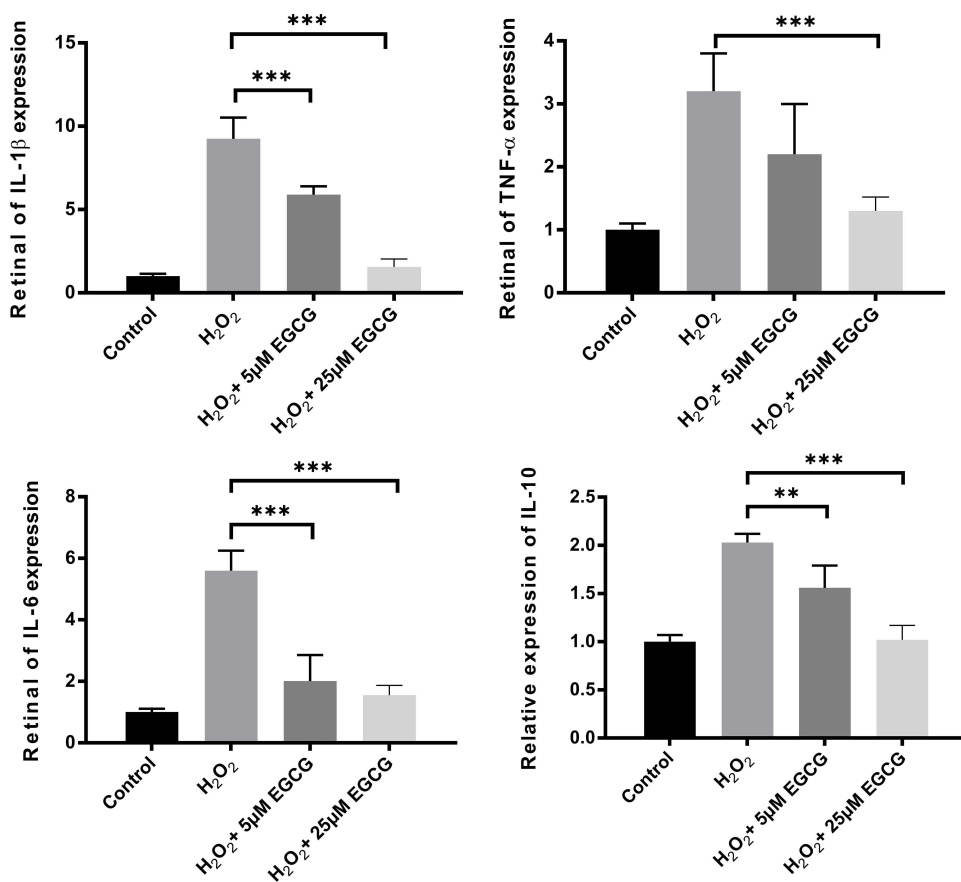 Retinal of IL-1β expression
15
10
5
0
***
***
Control
H₂O₂
H₂O₂+ 5μM EGCG
H₂O₂+ 25μM EGCG
Retinal of TNF-α expression
4
3
2
1
0
***
Control
H₂O₂
H₂O₂+ 5μM EGCG
H₂O₂+ 25μM EGCG
Retinal of IL-6 expression
8
6
4
2
0
***
***
Control
H₂O₂
H₂O₂+ 5μM EGCG
H₂O₂+ 25μM EGCG
Relative expression of IL-10
2.5
2.0
1.5
1.0
0.5
0.0
***
**
Control
H₂O₂
H₂O₂+ 5μM EGCG
H₂O₂+ 25μM EGCG